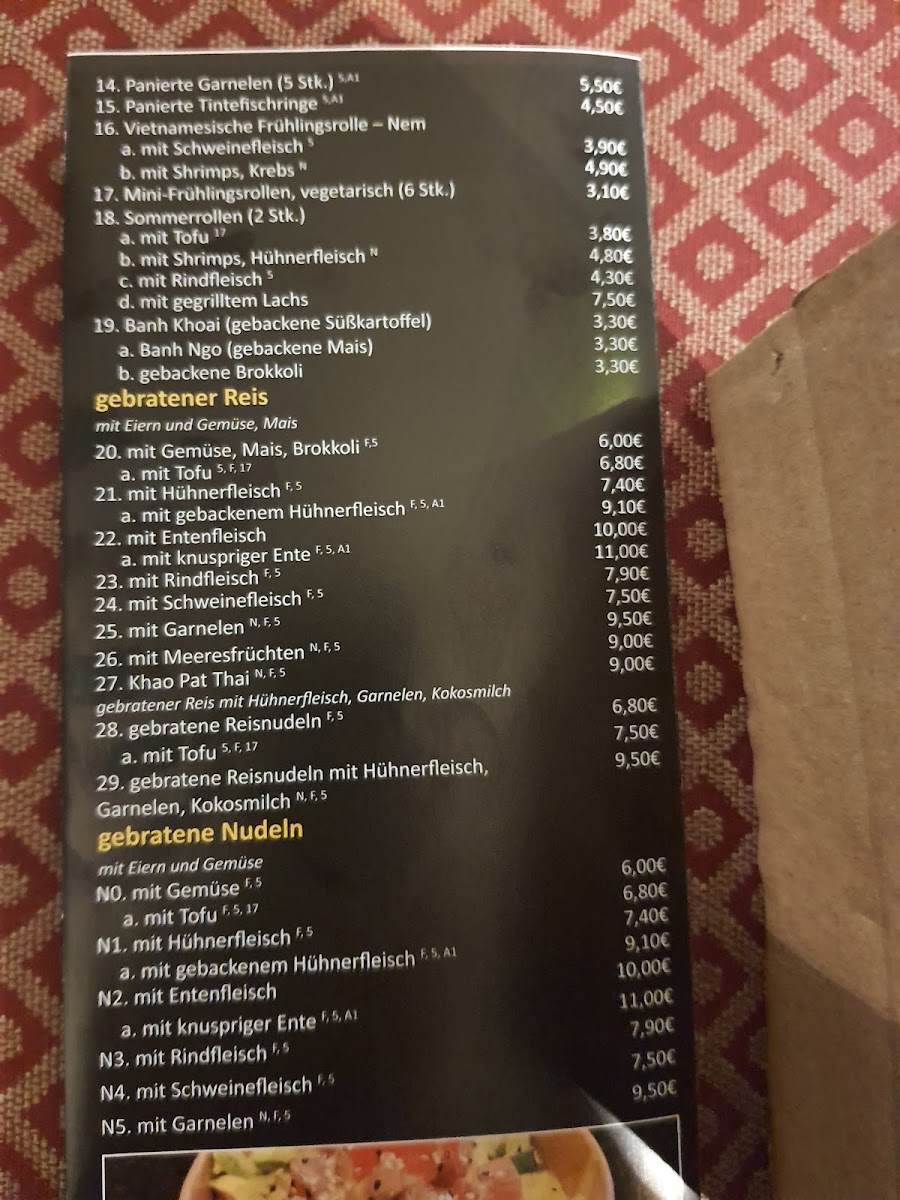 14. Panierte Garnelen (5 Stk.) 5,A1 5,50€
15. Panierte Tintefischringe 5,A1 4,50€
16. Vietnamesische Frühlingsrolle – Nem
a. mit Schweinefleisch 5 3,90€
b. mit Shrimps, Krebs N 4,90€
17. Mini-Frühlingsrollen, vegetarisch (6 Stk.) 3,10€
18. Sommerrollen (2 Stk.)
a. mit Tofu 17 3,80€
b. mit Shrimps, Hühnerfleisch N 4,80€
c. mit Rindfleisch 5 4,30€
d. mit gegrilltem Lachs 7,50€
19. Banh Khoai (gebackene Süßkartoffel) 3,30€
a. Banh Ngo (gebackene Mais) 3,30€
b. gebackene Brokkoli 3,30€
gebratener Reis
mit Eiern und Gemüse, Mais
20. mit Gemüse, Mais, Brokkoli F,5 6,00€
a. mit Tofu 5, F, 17 6,80€
21. mit Hühnerfleisch F, 5 7,40€
a. mit gebackenem Hühnerfleisch F, 5, A1 9,10€
22. mit Entenfleisch 10,00€
a. mit knuspriger Ente F, 5, A1 11,00€
23. mit Rindfleisch F, 5 7,90€
24. mit Schweinefleisch F, 5 7,50€
25. mit Garnelen N, F, 5 9,50€
26. mit Meeresfrüchten N, F, 5 9,00€
27. Khao Pat Thai N, F, 5 9,00€
gebratener Reis mit Hühnerfleisch, Garnelen, Kokosmilch
28. gebratene Reisnudeln F, 5 6,80€
a. mit Tofu 5, F, 17 7,50€
29. gebratene Reisnudeln mit Hühnerfleisch, 9,50€
Garnelen, Kokosmilch N, F, 5
gebratene Nudeln
mit Eiern und Gemüse
N0. mit Gemüse F, 5 6,00€
a. mit Tofu F, 5, 17 6,80€
N1. mit Hühnerfleisch F, 5 7,40€
a. mit gebackenem Hühnerfleisch F, 5, A1 9,10€
N2. mit Entenfleisch 10,00€
a. mit knuspriger Ente F, 5, A1 11,00€
N3. mit Rindfleisch F, 5 7,90€
N4. mit Schweinefleisch F, 5 7,50€
N5. mit Garnelen N, F, 5 9,50€